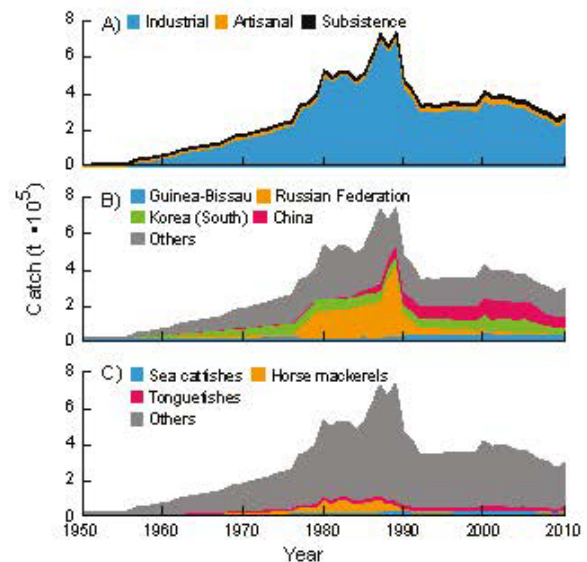 A) Industrial Artisanal Subsistence
8
6
4
2
0
B) Guinea-Bissau Russian Federation
Korea (South) China
Others
8
6
4
2
0
Catch (t •10⁵)
C) Sea catfishes Horse mackerels
Tonguefishes
Others
8
6
4
2
0
1950 1960 1970 1980 1990 2000 2010
Year